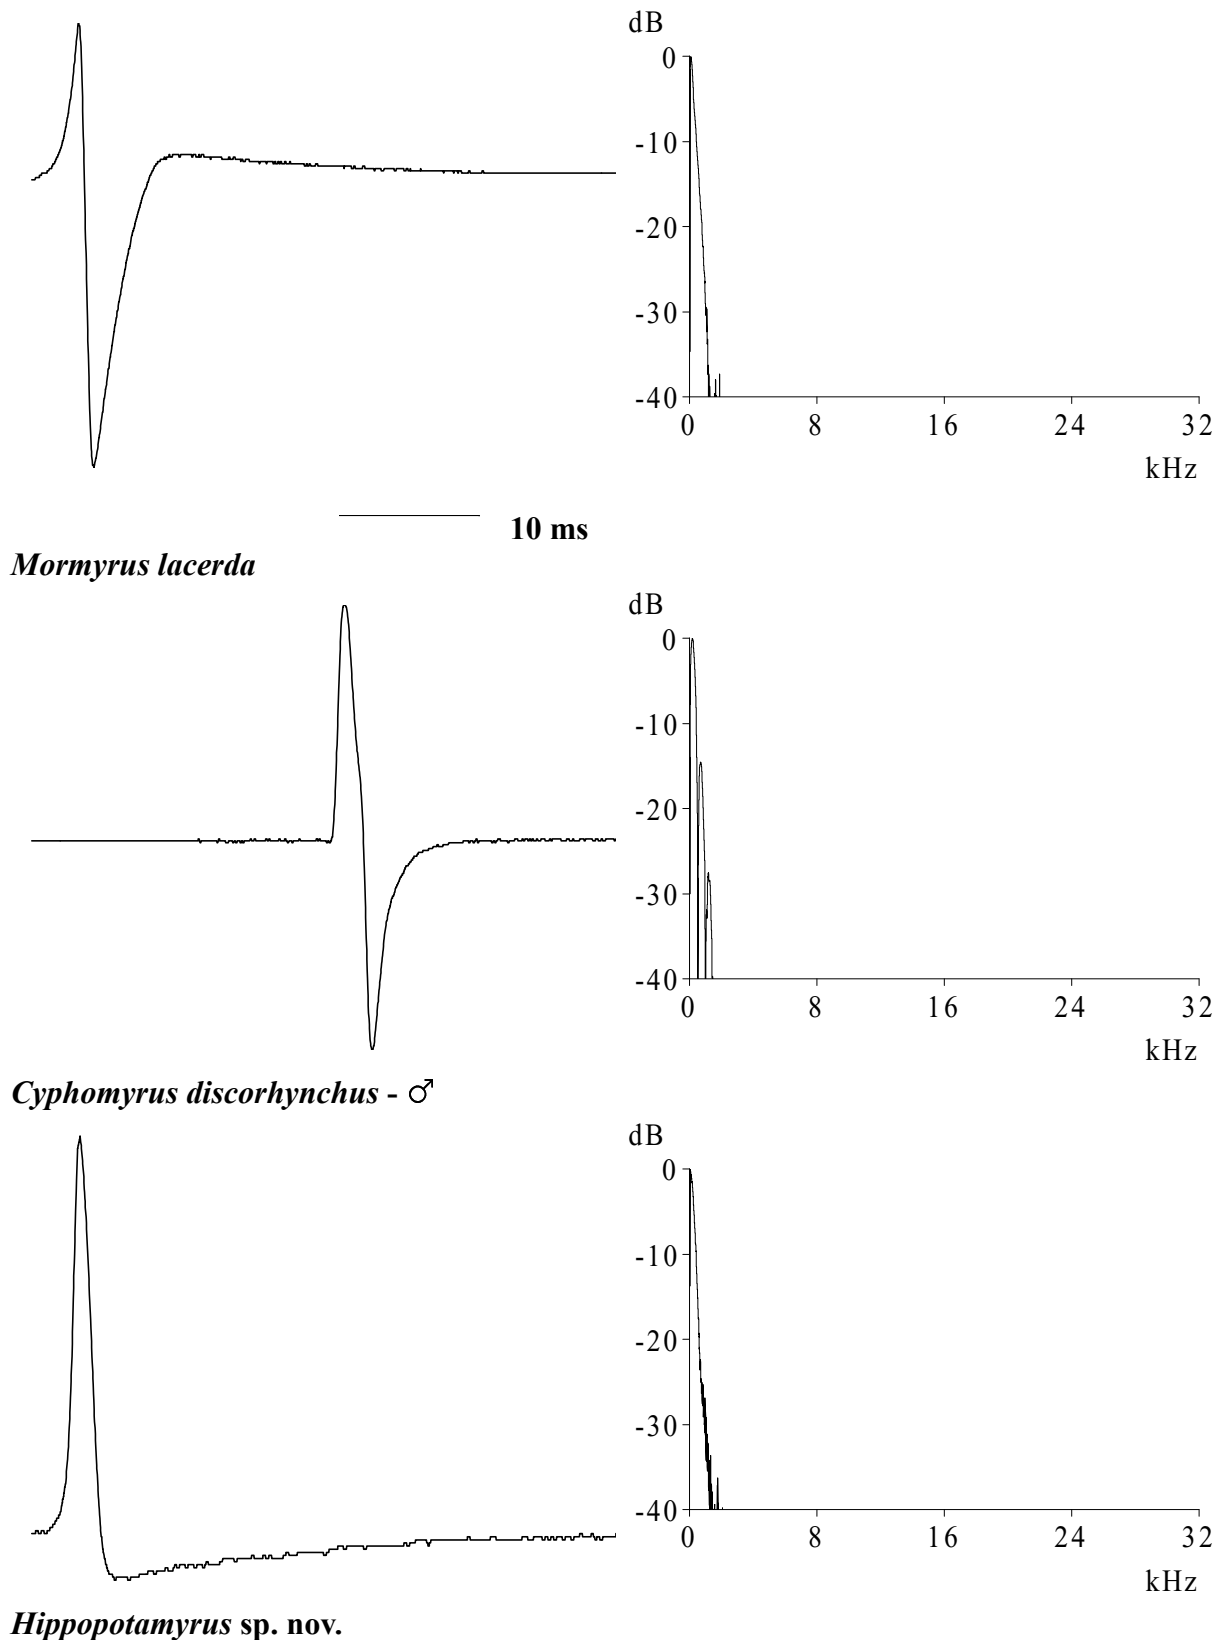 dB
0
-10
-20
-30
-40
0 8 16 24 32
kHz
10 ms
Mormyrus lacerda
dB
0
-10
-20
-30
-40
0 8 16 24 32
kHz
Cyphomyrus discorhynchus - ♂
dB
0
-10
-20
-30
-40
0 8 16 24 32
kHz
Hippopotamyrus sp. nov.